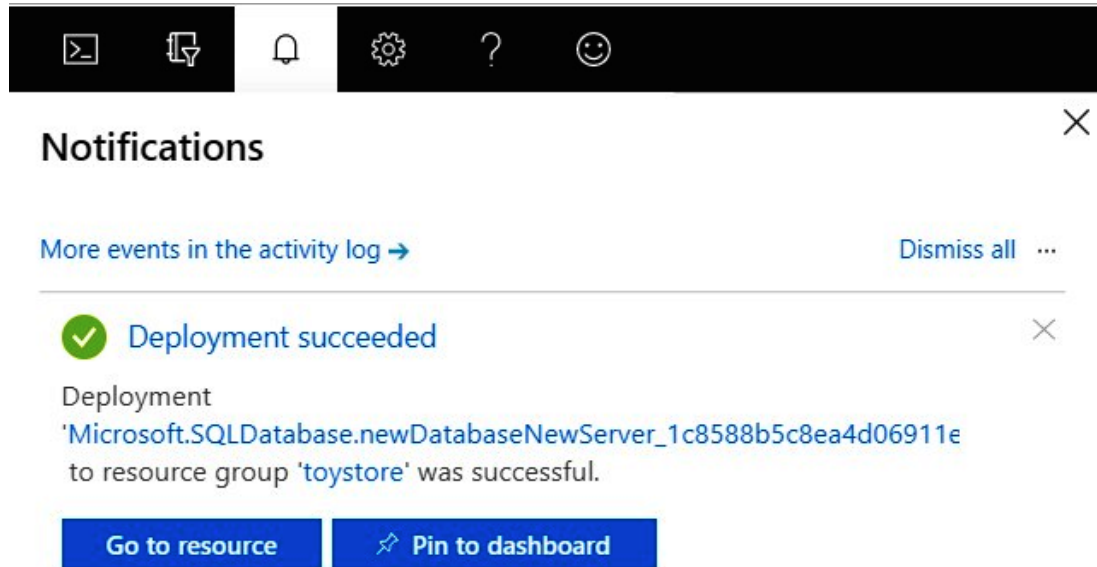 Notifications
More events in the activity log → Dismiss all ...
Deployment succeeded
Deployment
'Microsoft.SQLDatabase.newDatabaseNewServer_1c8588b5c8ea4d06911e
to resource group 'toystore' was successful.
Go to resource Pin to dashboard